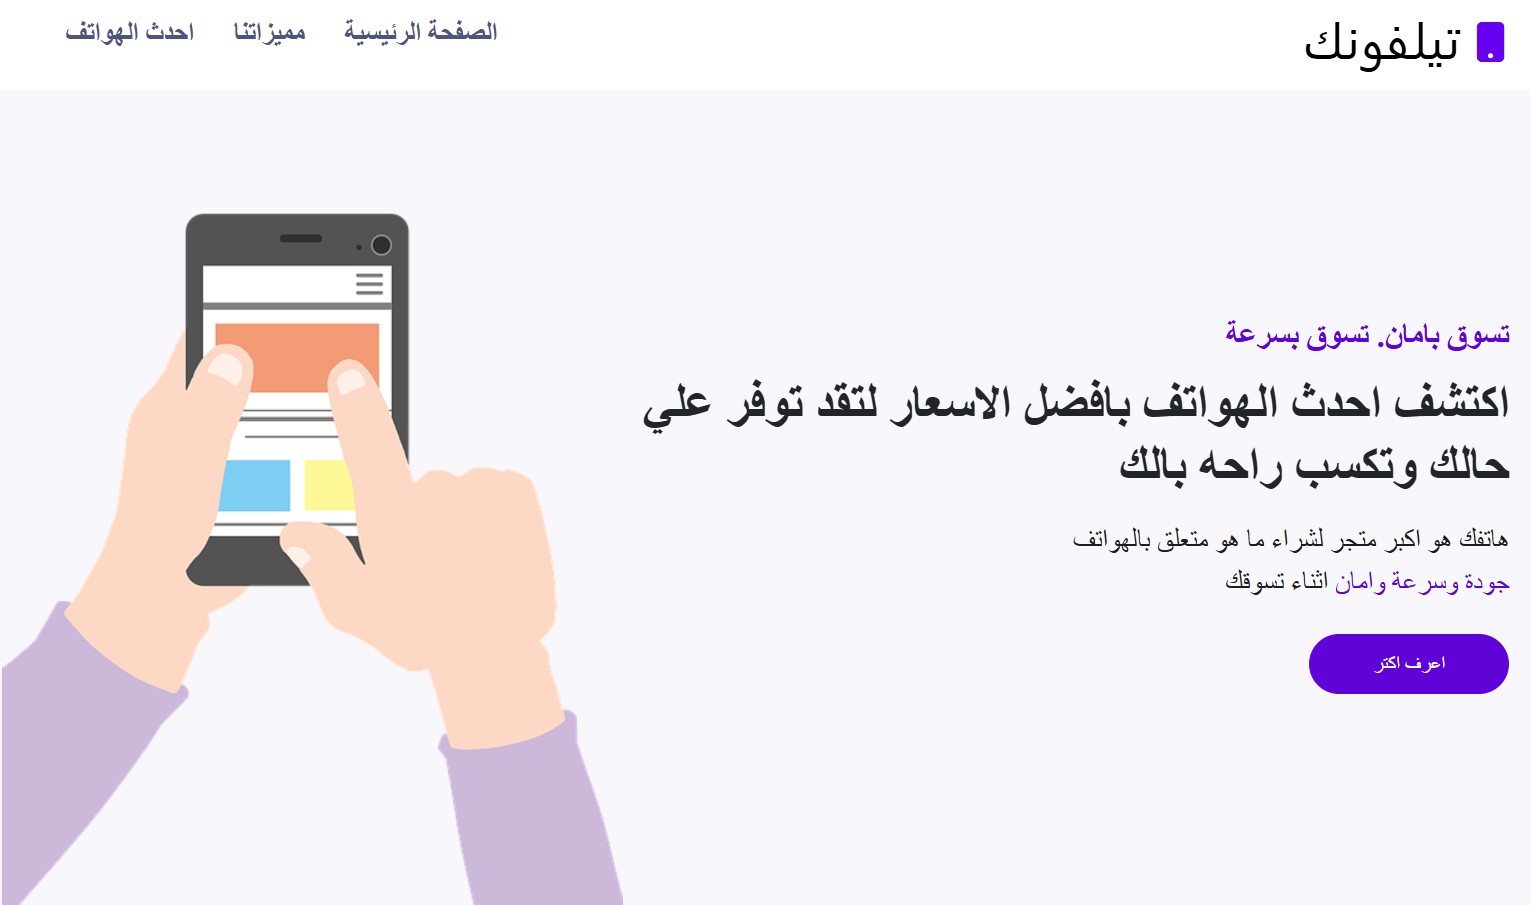 تيلفونك
الصفحة الرئيسية
مميزاتنا
احدث الهواتف
تسوق بامان. تسوق بسرعة
اكتشف احدث الهواتف بافضل الاسعار لتقد توفر علي
حالك وتكسب راحه بالك
هاتفك هو اكبر متجر لشراء ما هو متعلق بالهواتف
جودة وسرعة وامان اثناء تسوقك
اعرف اكتر